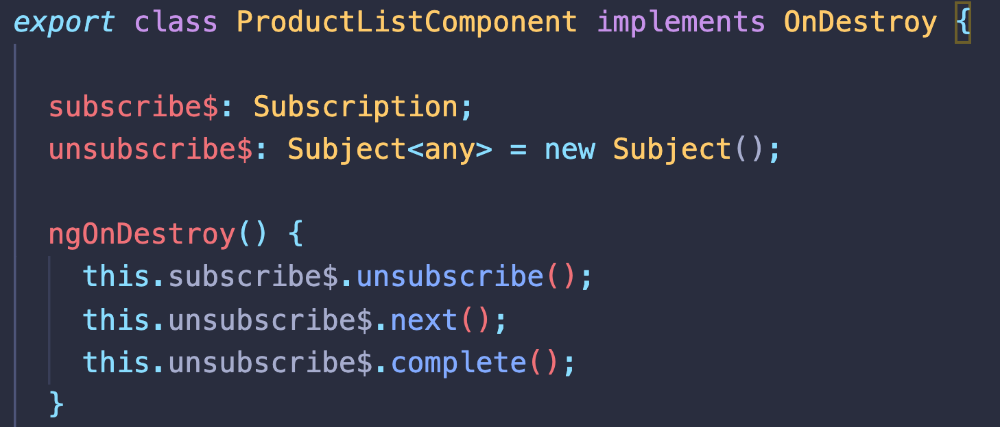 export class ProductListComponent implements OnDestroy {
subscribe$: Subscription;
unsubscribe$: Subject<any> = new Subject();
ngOnDestroy() {
this.subscribe$.unsubscribe();
this.unsubscribe$.next();
this.unsubscribe$.complete();
}